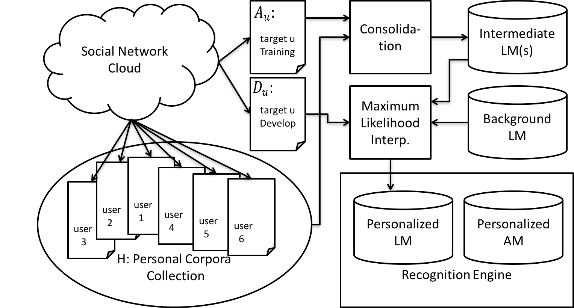 Social Network
Cloud
A_u:
target u
Training
D_u:
target u
Develop
Consolida-
tion
Intermediate
LM(s)
Maximum
Likelihood
Interp.
Background
LM
user
3
user
2
user
1
user
4
user
5
user
6
H: Personal Corpora
Collection
Personalized
LM
Personalized
AM
Recognition Engine